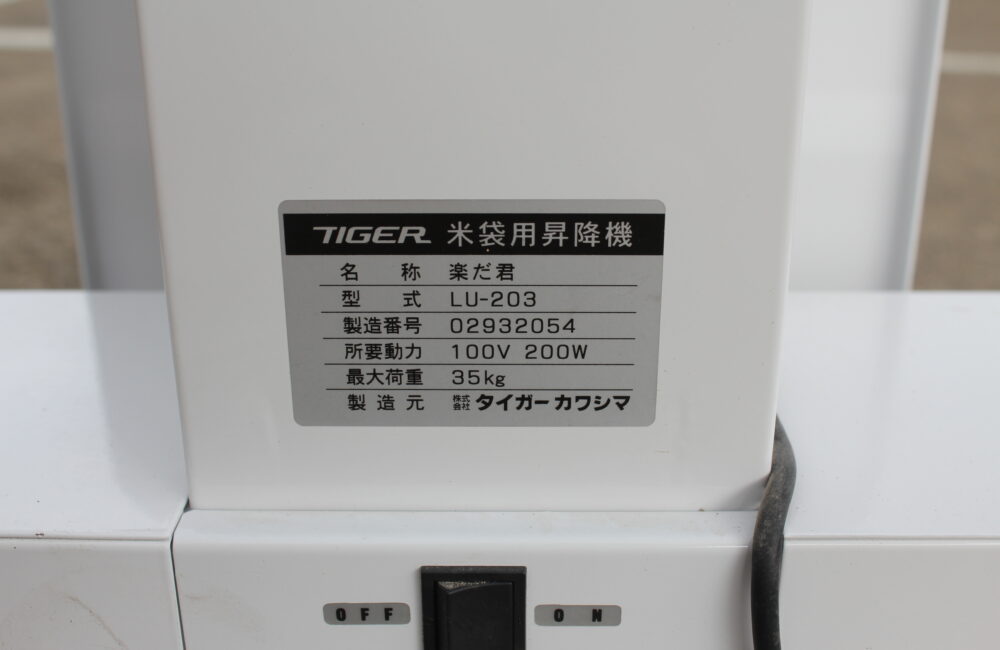 TIGER 米袋用昇降機
名 称 楽だ君
型 式 LU-203
製造番号 02932054
所要動力 100V 200W
最大荷重 35kg
製造元 株式会社 タイガーカワシマ
OFF ON